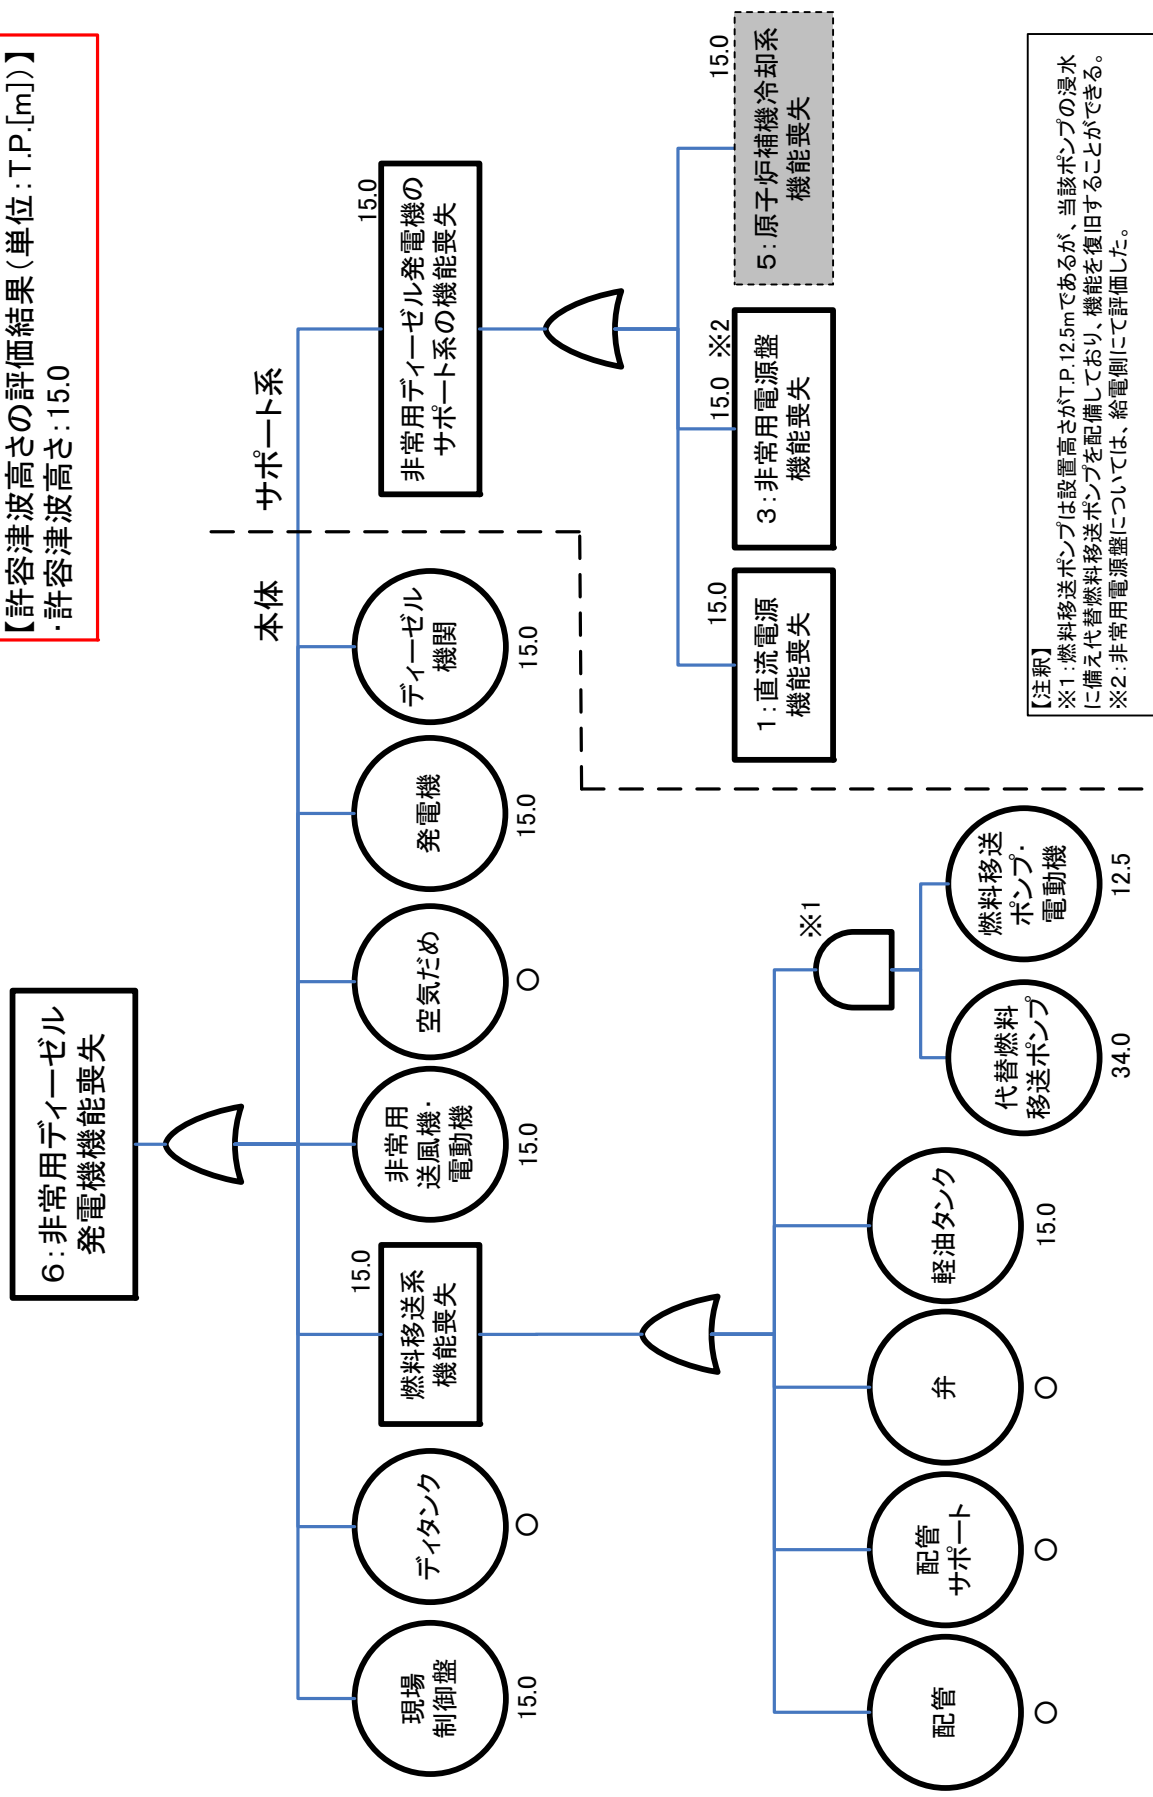 【許容津波高さの評価結果(単位:T.P.[m])】
・許容津波高さ:15.0
6:非常用ディーゼル
発電機機能喪失
本体
サポート系
現場
制御盤
15.0
ディタンク
○
15.0
燃料移送系
機能喪失
非常用
送風機・
電動機
15.0
空気だめ
○
発電機
15.0
ディーゼル
機関
15.0
15.0
非常用ディーゼル発電機の
サポート系の機能喪失
配管
○
配管
サポート
○
弁
○
軽油タンク
15.0
※1
代替燃料
移送ポンプ
34.0
燃料移送
ポンプ・
電動機
12.5
15.0
1:直流電源
機能喪失
15.0 ※2
3:非常用電源盤
機能喪失
15.0
5:原子炉補機冷却系
機能喪失
【注釈】
※1:燃料移送ポンプは設置高さがT.P.12.5mであるが、当該ポンプの浸水
に備え代替燃料移送ポンプを配備しており、機能を復旧することができる。
※2:非常用電源盤については、給電側にて評価した。